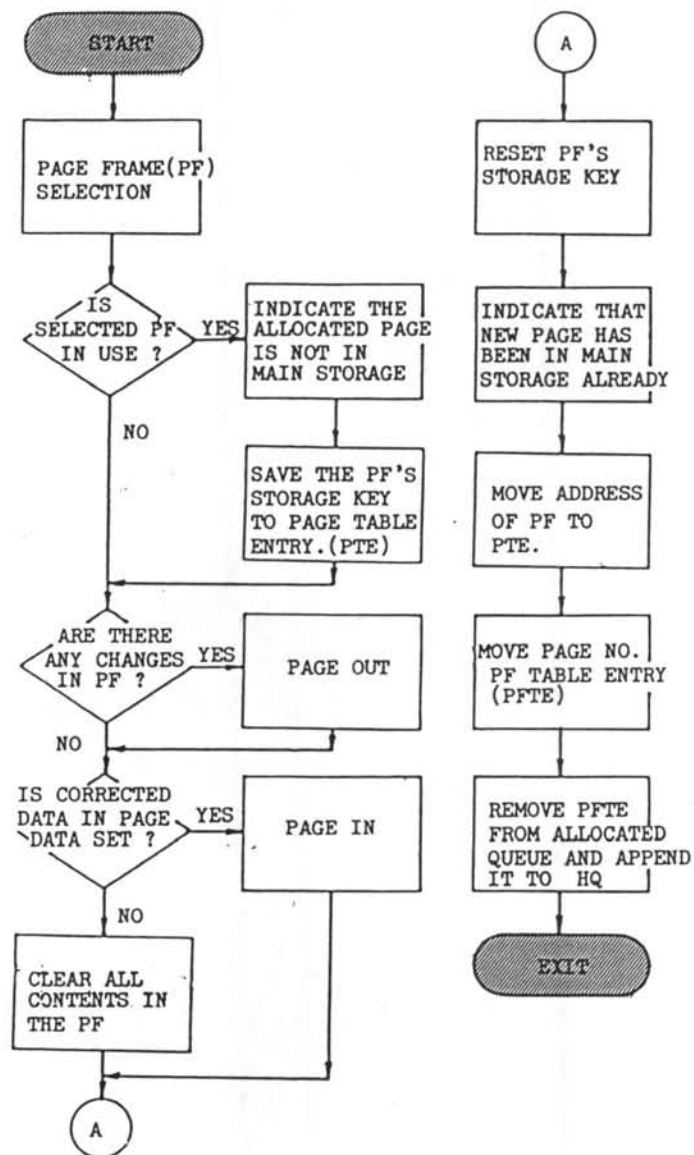 START
PAGE FRAME(PF)
SELECTION
IS
SELECTED PF
IN USE ?
YES
INDICATE THE
ALLOCATED PAGE
IS NOT IN
MAIN STORAGE
NO
SAVE THE PF'S
STORAGE KEY
TO PAGE TABLE
ENTRY.(PTE)
ARE THERE
ANY CHANGES
IN PF ?
YES
PAGE OUT
NO
IS CORRECTED
DATA IN PAGE
DATA SET ?
YES
PAGE IN
NO
CLEAR ALL
CONTENTS IN
THE PF
A
A
RESET PF'S
STORAGE KEY
INDICATE THAT
NEW PAGE HAS
BEEN IN MAIN
STORAGE ALREADY
MOVE ADDRESS
OF PF TO
PTE.
MOVE PAGE NO.
PF TABLE ENTRY
(PFTE)
REMOVE PFTE
FROM ALLOCATED
QUEUE AND APPEND
IT TO HQ
EXIT